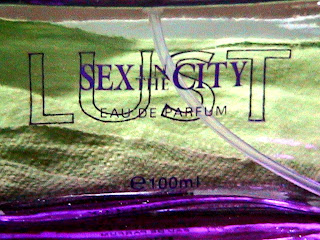 LUST
SEX IN THE CITY
EAU DE PARFUM
℮100ml